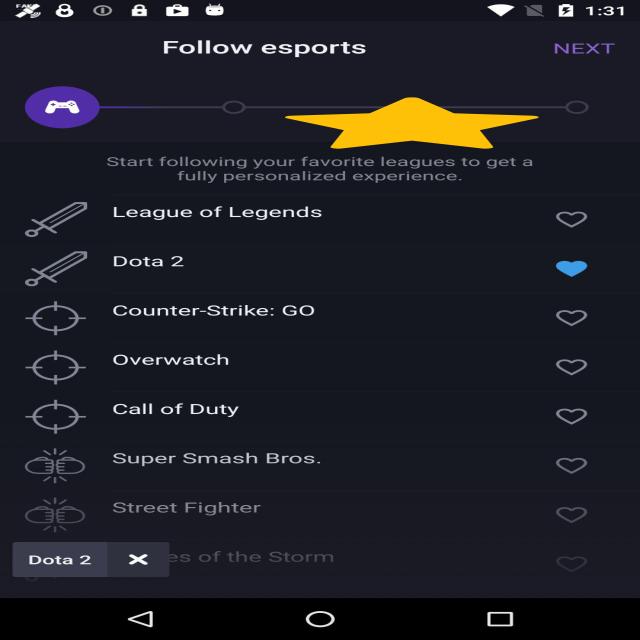 1:31
Follow esports
NEXT
Start following your favorite leagues to get a
fully personalized experience.
League of Legends
Dota 2
Counter-Strike: GO
Overwatch
Call of Duty
Super Smash Bros.
Street Fighter
es of the Storm
Dota 2